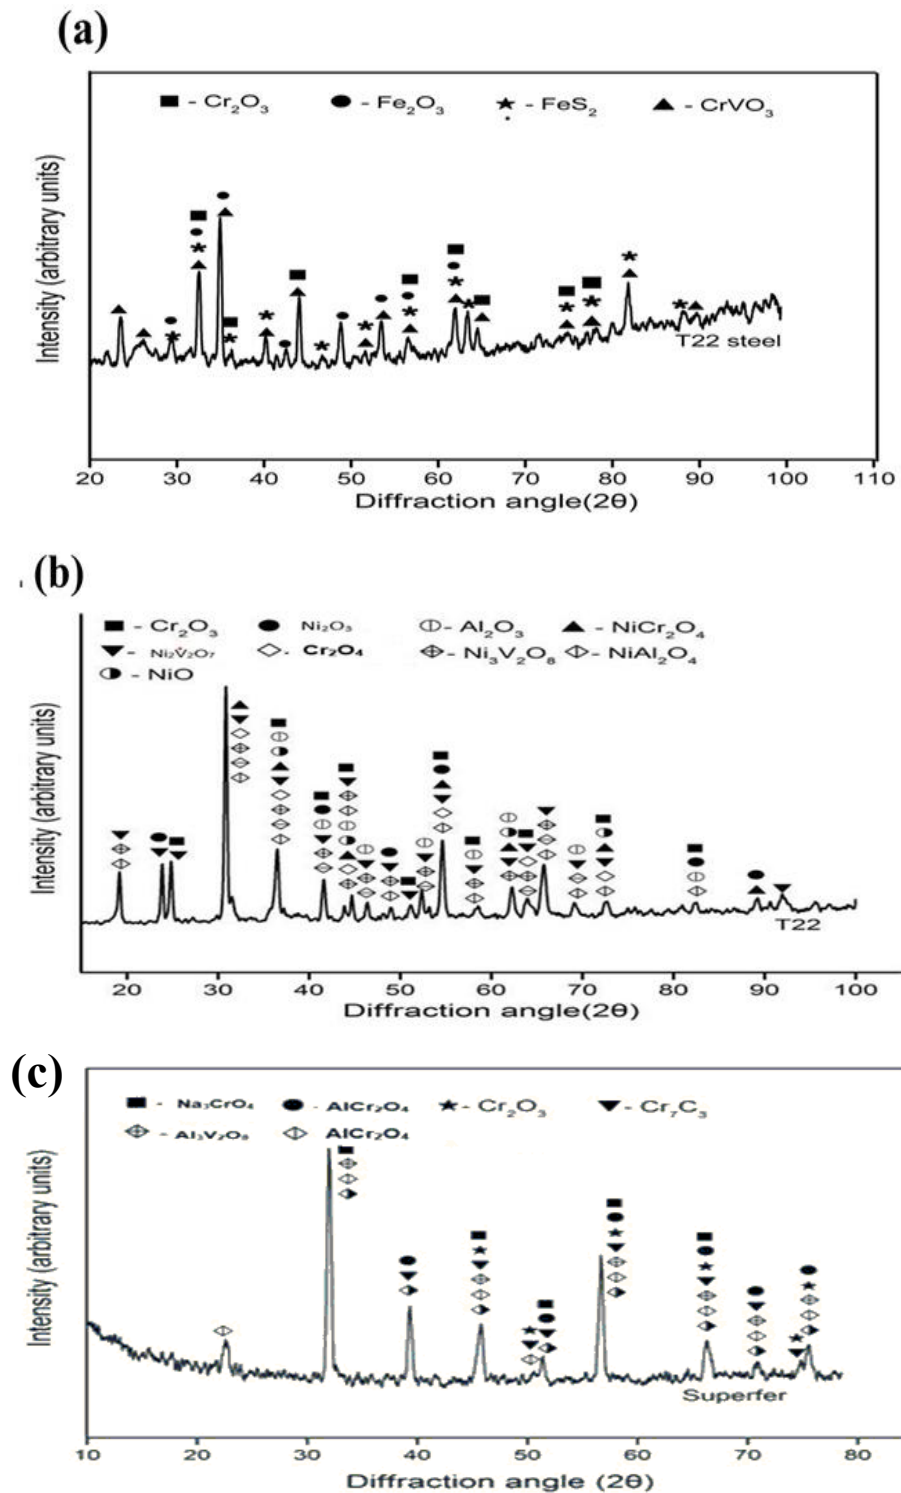 (a)
■ - Cr₂O₃ ● - Fe₂O₃ ★ - FeS₂ ▲ - CrVO₃
Intensity (arbitrary units)
T22 steel
20 30 40 50 60 70 80 90 100 110
Diffraction angle(2θ)
(b)
■ - Cr₂O₃ ● Ni₂O₃ ⦶ - Al₂O₃ ▲ - NiCr₂O₄
▼ - Ni₂V₂O₇ ◇ - Cr₂O₄ - Ni₃V₂O₈ - NiAl₂O₄
◑ - NiO
Intensity (arbitrary units)
T22
20 30 40 50 60 70 80 90 100
Diffraction angle(2θ)
(c)
■ - Na₃CrO₄ ● - AlCr₂O₄ ★ - Cr₂O₃ ▼ - Cr₇C₃
- Al₃V₂O₈ AlCr₂O₄
Intensity (arbitrary units)
Superfer
10 20 30 40 50 60 70 80
Diffraction angle (2θ)